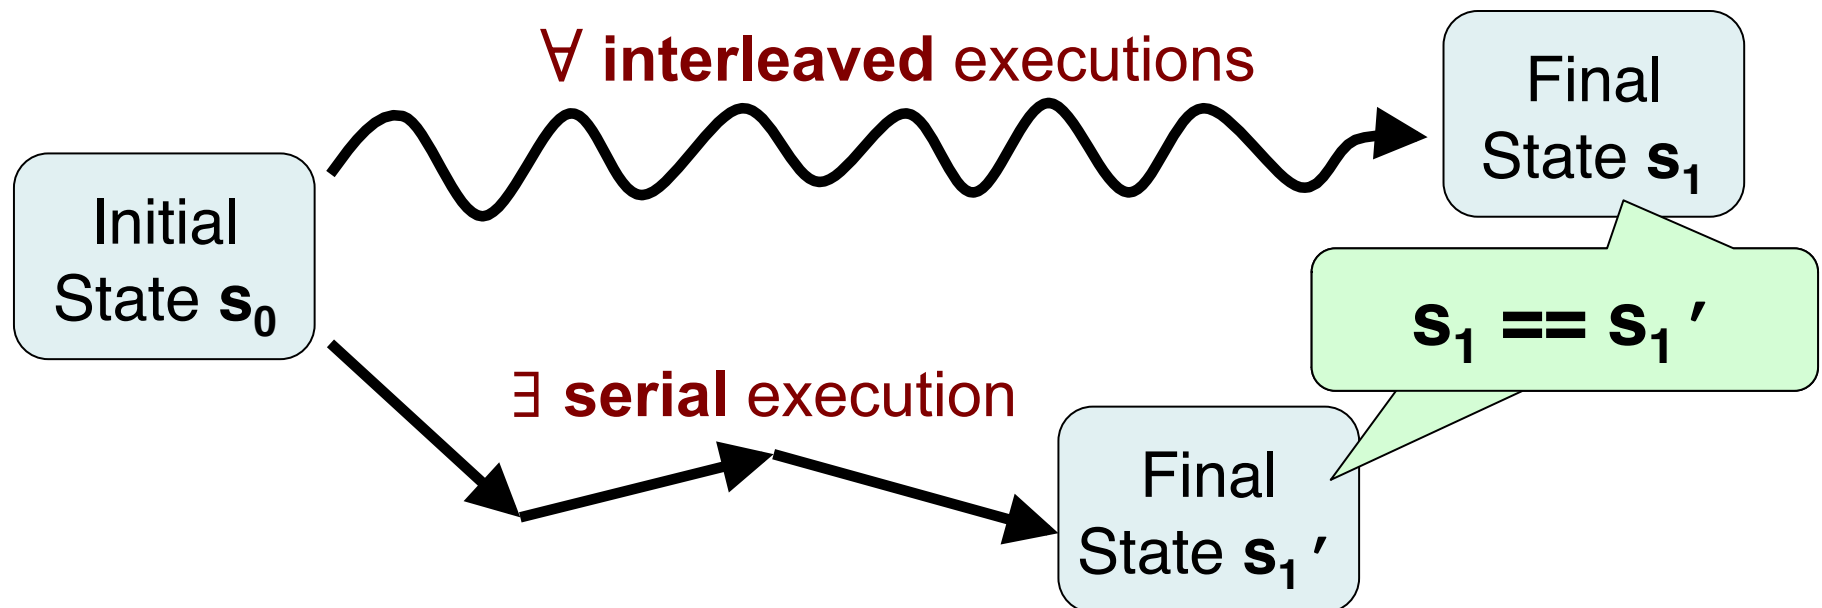 ∀ interleaved executions
Final
State s₁
Initial
State s₀
s₁ == s₁′
∃ serial execution
Final
State s₁′